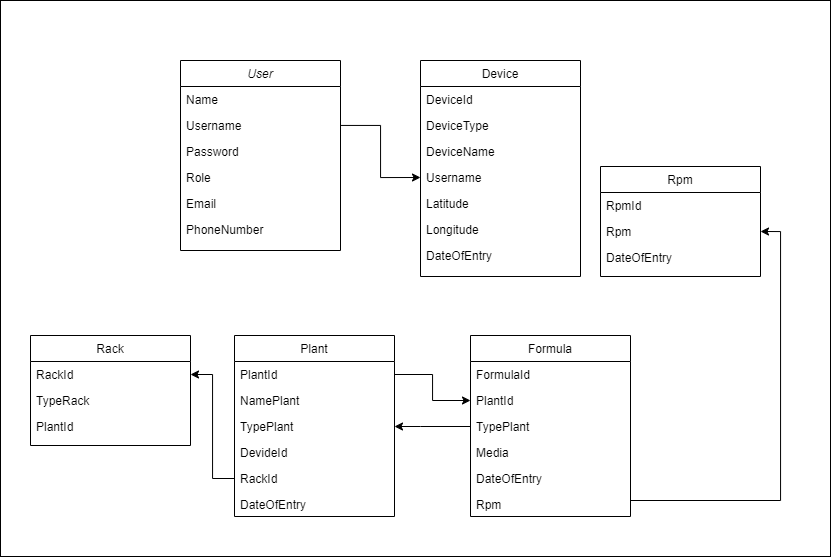 User
Name
Username
Password
Role
Email
PhoneNumber
Device
DeviceId
DeviceType
DeviceName
Username
Latitude
Longitude
DateOfEntry
Rpm
RpmId
Rpm
DateOfEntry
Rack
RackId
TypeRack
PlantId
Plant
PlantId
NamePlant
TypePlant
DevideId
RackId
DateOfEntry
Formula
FormulaId
PlantId
TypePlant
Media
DateOfEntry
Rpm